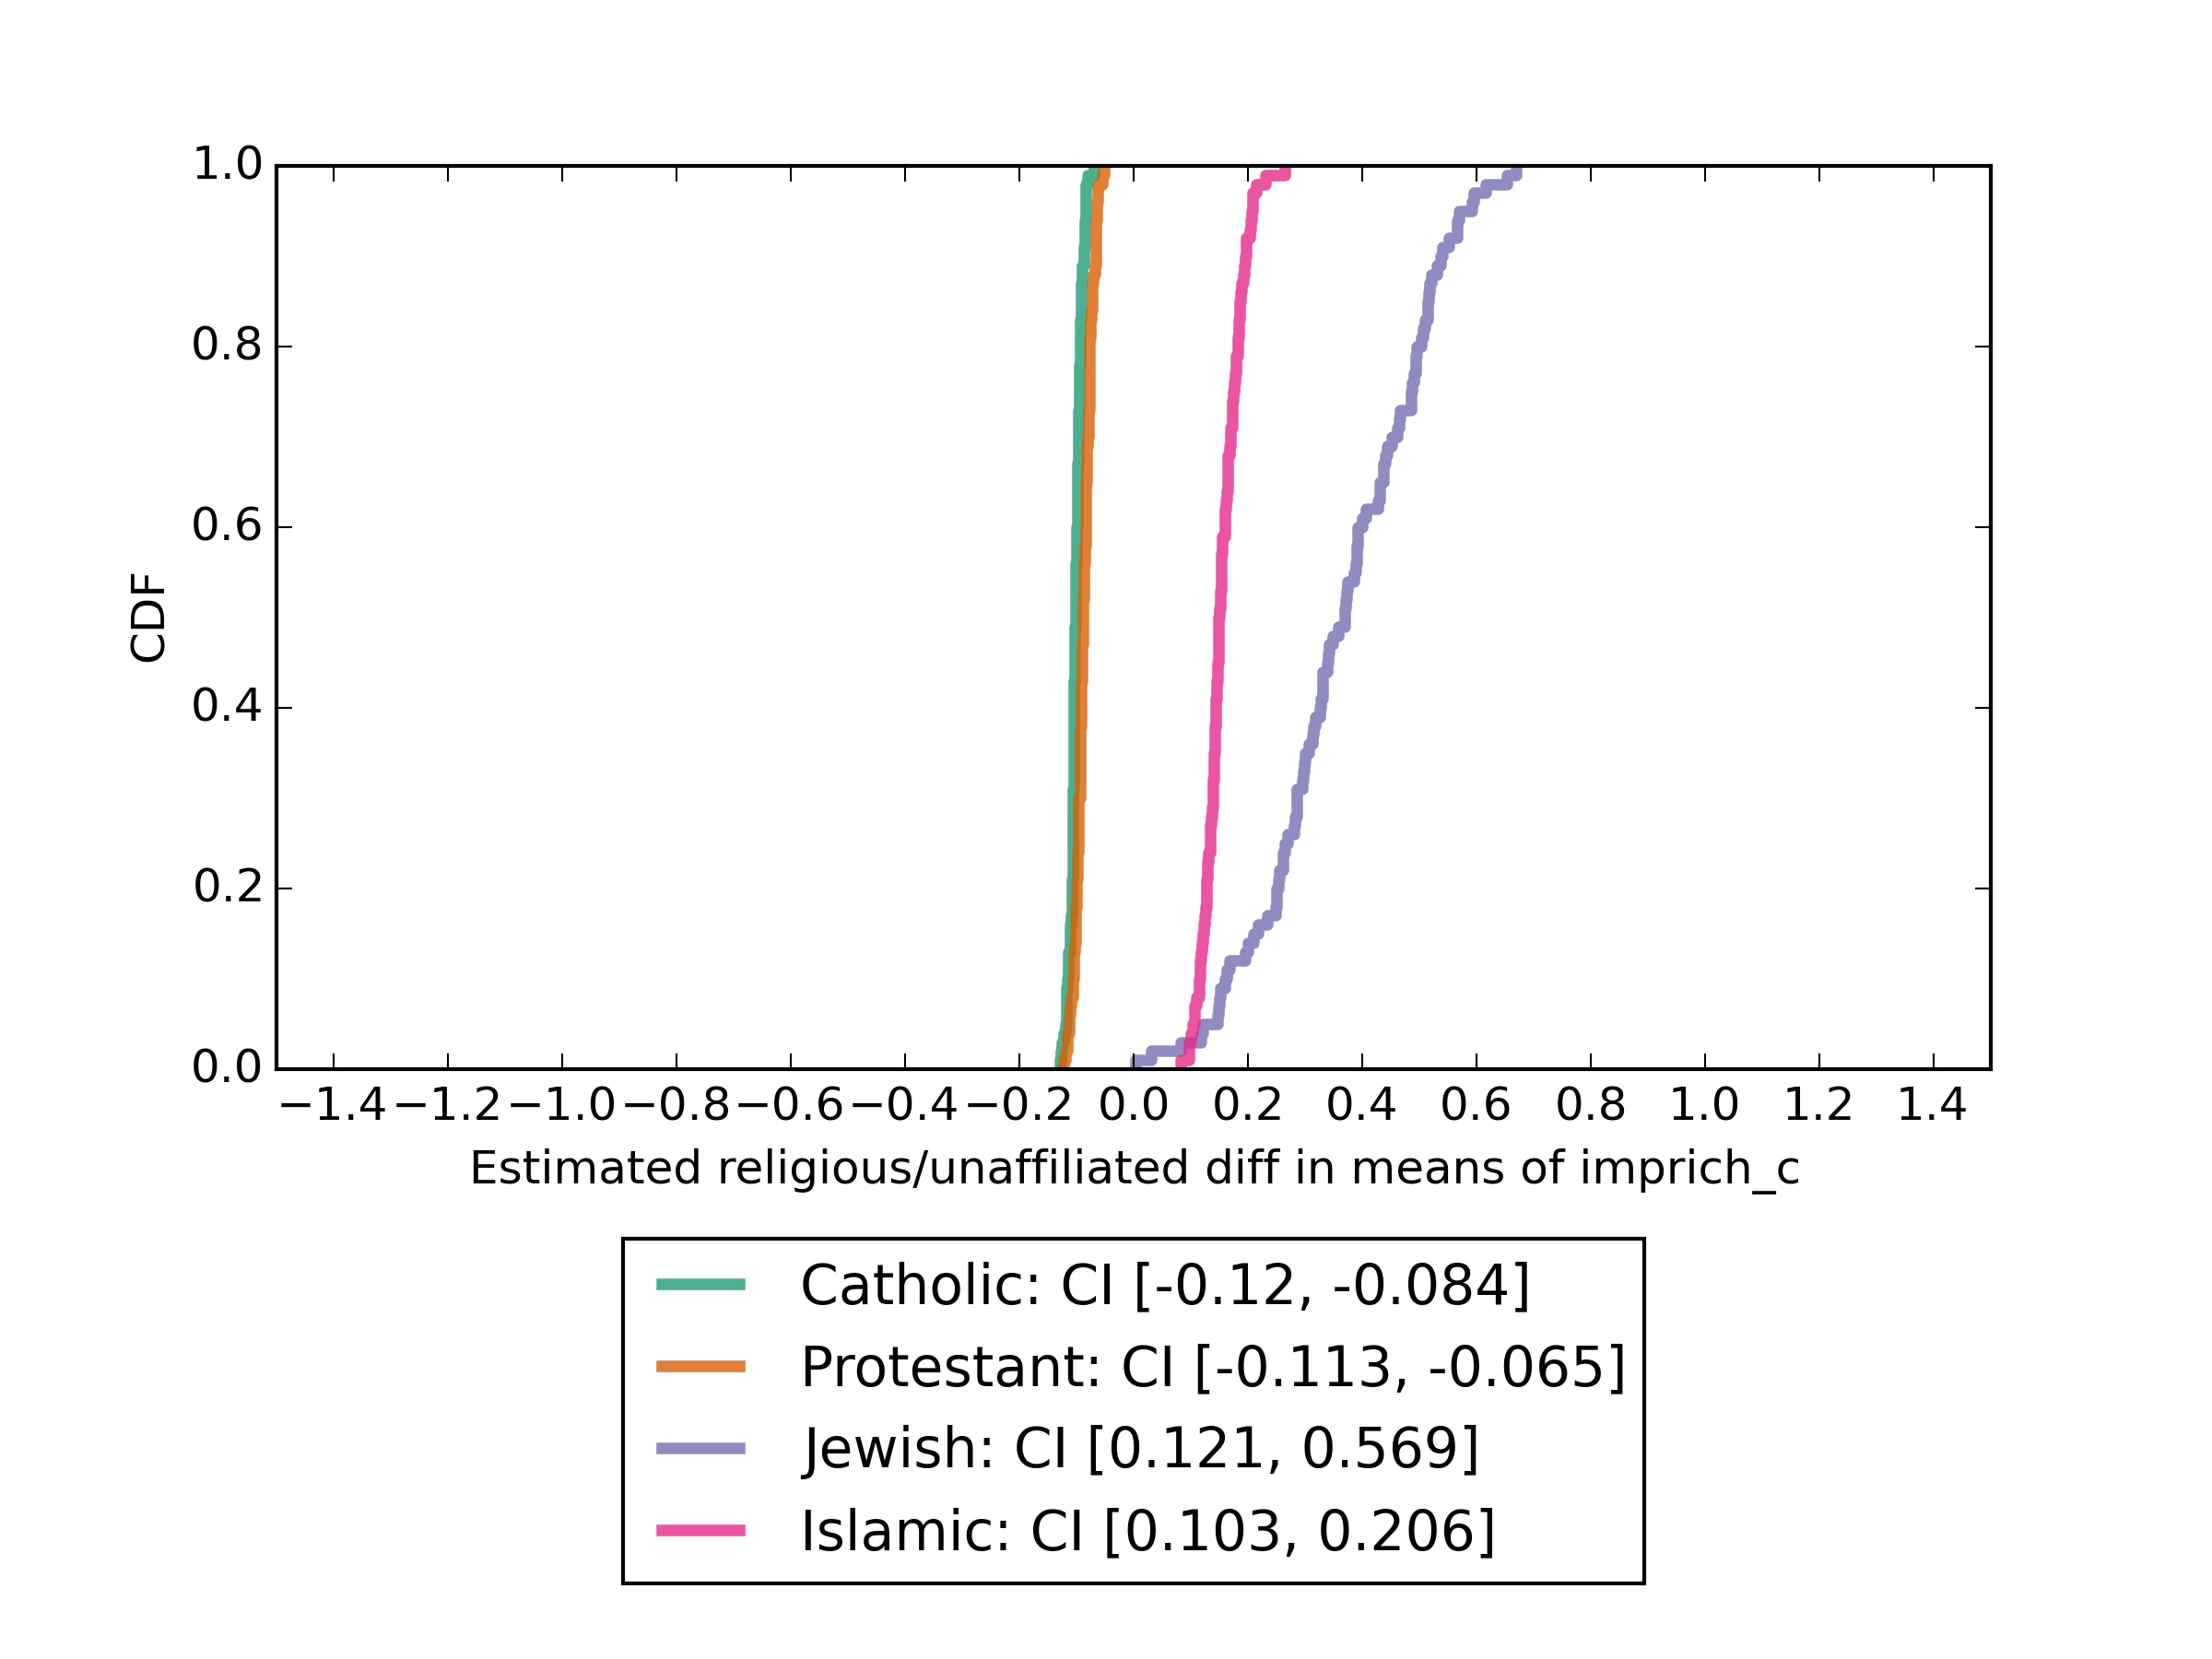 1.0
0.8
0.6
0.4
0.2
0.0
CDF
−1.4 −1.2 −1.0 −0.8 −0.6 −0.4 −0.2 0.0 0.2 0.4 0.6 0.8 1.0 1.2 1.4
Estimated religious/unaffiliated diff in means of imprich_c
Catholic: CI [-0.12, -0.084]
Protestant: CI [-0.113, -0.065]
Jewish: CI [0.121, 0.569]
Islamic: CI [0.103, 0.206]